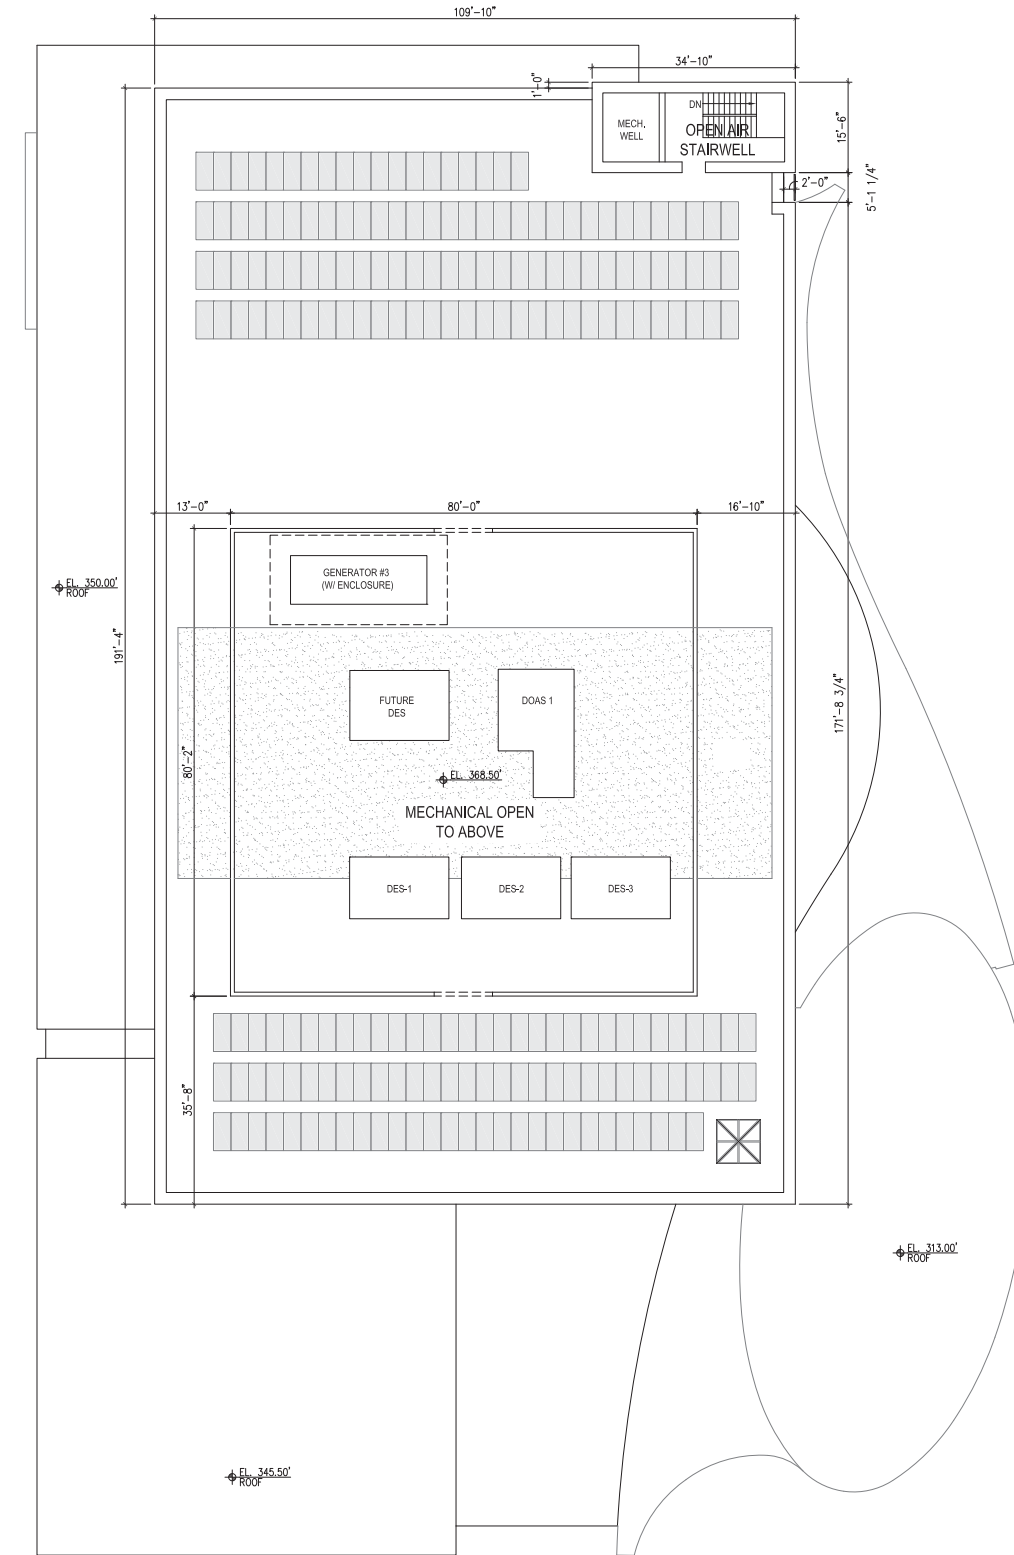 109'-10"
34'-10"
1'-0"
DN
MECH.
WELL
OPEN AIR
STAIRWELL
15'-6"
2'-0"
5'-1 1/4"
13'-0"
80'-0"
16'-10"
GENERATOR #3
(W/ ENCLOSURE)
EL. 350.00'
ROOF
191'-4"
FUTURE
DES
DOAS 1
171'-8 3/4"
80'-2"
EL. 368.50'
MECHANICAL OPEN
TO ABOVE
DES-1
DES-2
DES-3
35'-8"
EL. 313.00'
ROOF
EL. 345.50'
ROOF